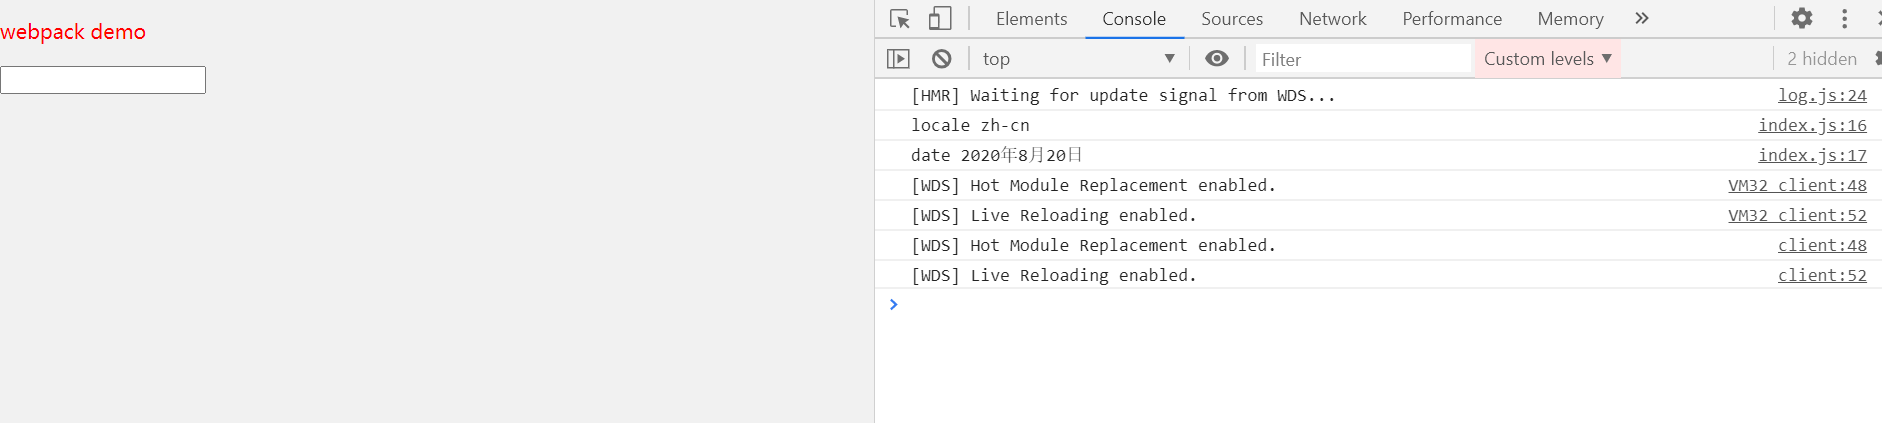 webpack demo
Elements Console Sources Network Performance Memory
top Filter Custom levels 2 hidden
[HMR] Waiting for update signal from WDS... log.js:24
locale zh-cn index.js:16
date 2020年8月20日 index.js:17
[WDS] Hot Module Replacement enabled. VM32 client:48
[WDS] Live Reloading enabled. VM32 client:52
[WDS] Hot Module Replacement enabled. client:48
[WDS] Live Reloading enabled. client:52